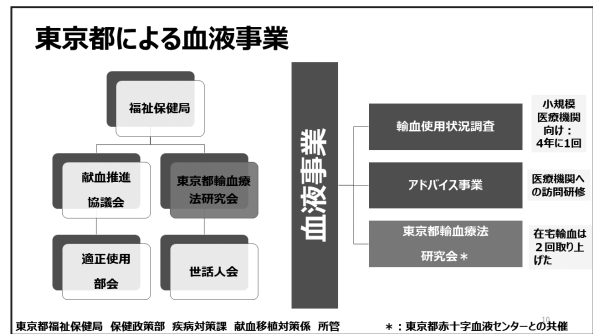 東京都による血液事業
福祉保健局
献血推進
協議会
東京都輸血療
法研究会
適正使用
部会
世話人会
血液事業
輸血使用状況調査
小規模
医療機関
向け:
4年に1回
アドバイス事業
医療機関へ
の訪問研修
東京都輸血療法
研究会*
在宅輸血は
2回取り上
げた
東京都福祉保健局 保健政策部 疾病対策課 献血移植対策係 所管
*:東京都赤十字血液センターとの共催